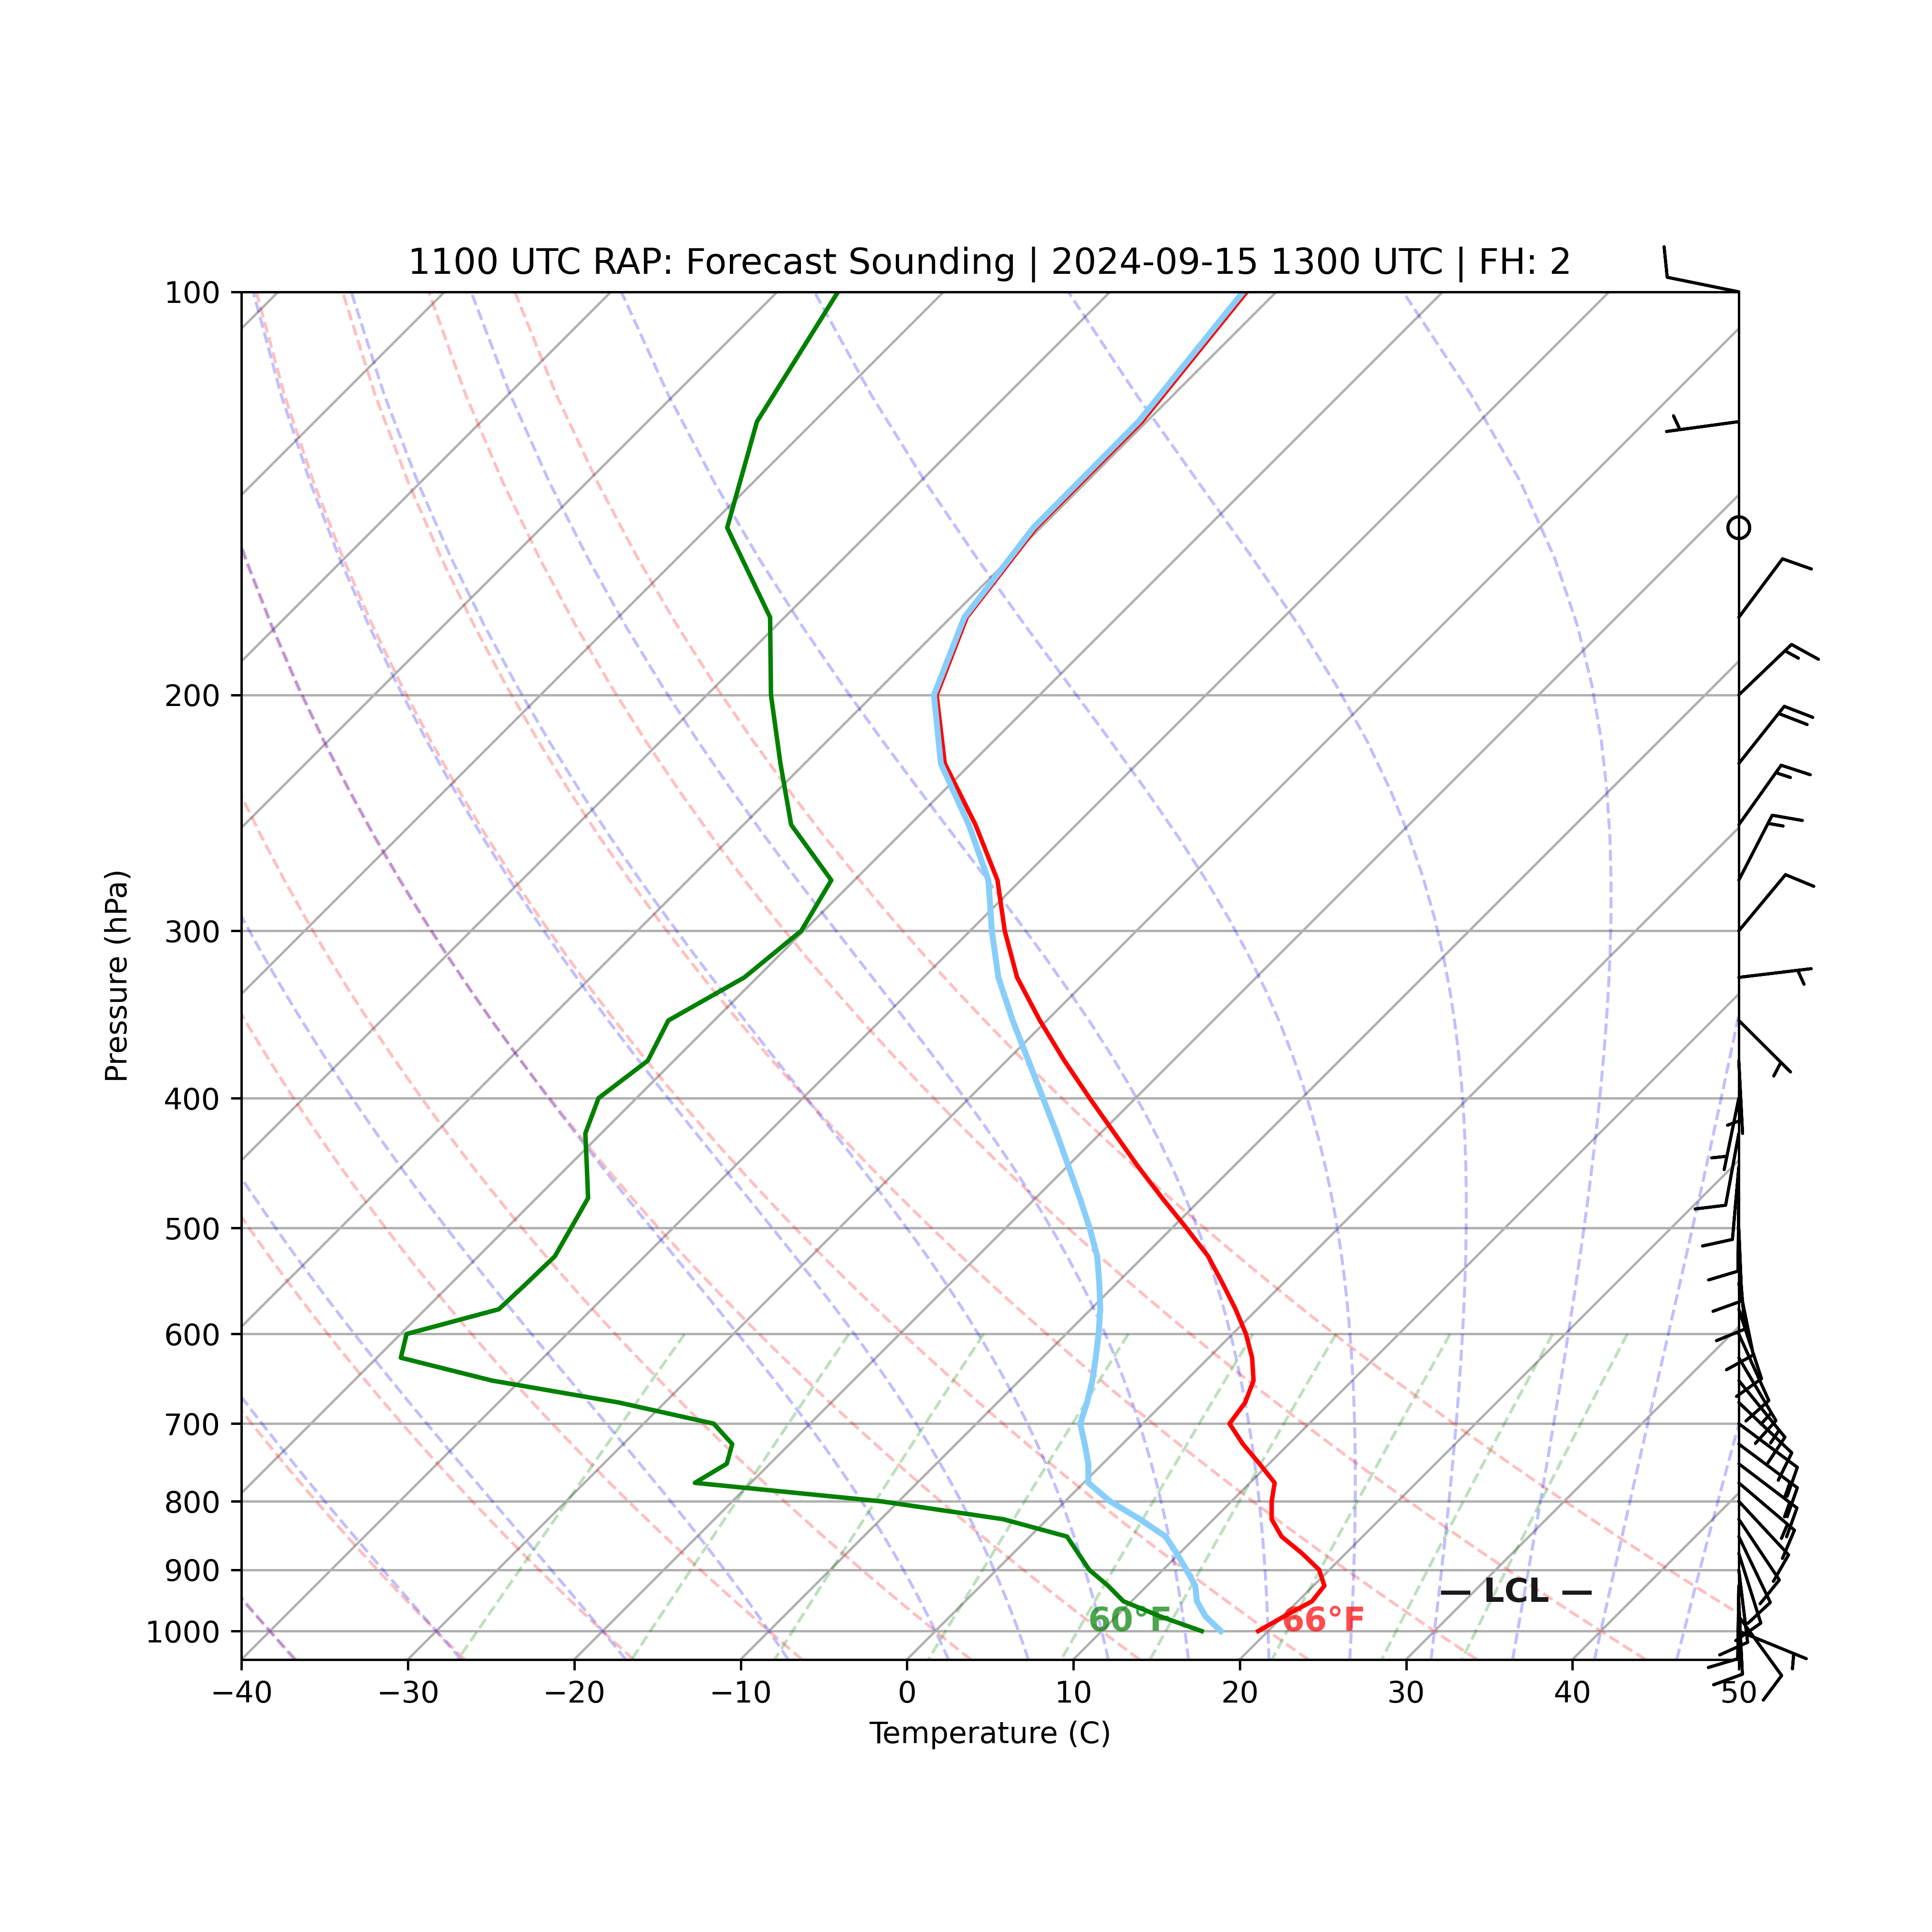 1100 UTC RAP: Forecast Sounding | 2024-09-15 1300 UTC | FH: 2
100
200
300
400
500
600
700
800
900
1000
Pressure (hPa)
— LCL —
60°F 66°F
−40 −30 −20 −10 0 10 20 30 40 50
Temperature (C)